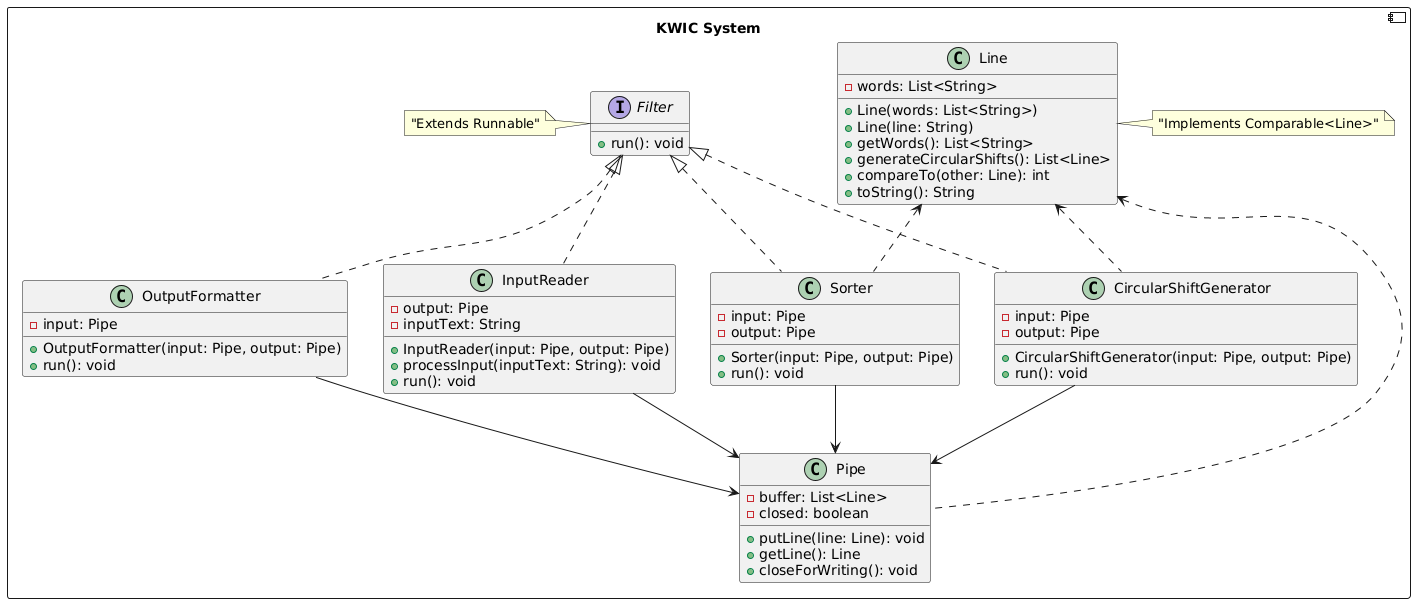 KWIC System
C Line
words: List<String>
Line(words: List<String>)
Line(line: String)
getWords(): List<String>
generateCircularShifts(): List<Line>
compareTo(other: Line): int
toString(): String
"Implements Comparable<Line>"
"Extends Runnable"
I Filter
run(): void
C OutputFormatter
input: Pipe
OutputFormatter(input: Pipe, output: Pipe)
run(): void
C InputReader
output: Pipe
inputText: String
InputReader(input: Pipe, output: Pipe)
processInput(inputText: String): void
run(): void
C Sorter
input: Pipe
output: Pipe
Sorter(input: Pipe, output: Pipe)
run(): void
C CircularShiftGenerator
input: Pipe
output: Pipe
CircularShiftGenerator(input: Pipe, output: Pipe)
run(): void
C Pipe
buffer: List<Line>
closed: boolean
putLine(line: Line): void
getLine(): Line
closeForWriting(): void